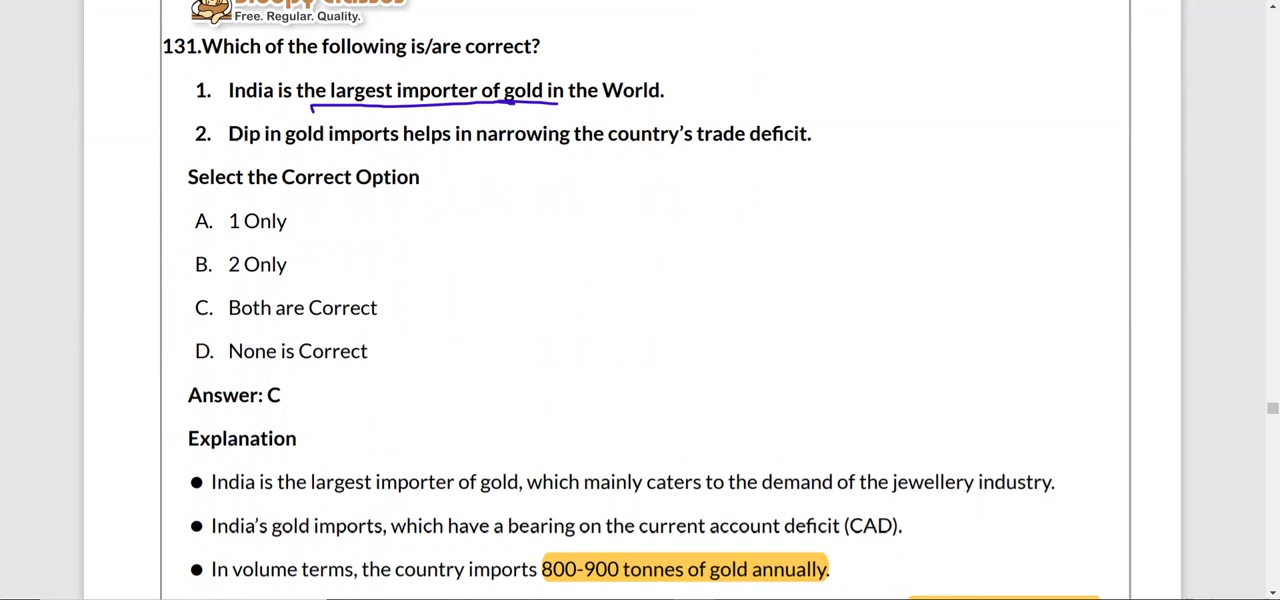 Free. Regular. Quality.
131.Which of the following is/are correct?
1. India is the largest importer of gold in the World.
2. Dip in gold imports helps in narrowing the country’s trade deficit.
Select the Correct Option
A. 1 Only
B. 2 Only
C. Both are Correct
D. None is Correct
Answer: C
Explanation
● India is the largest importer of gold, which mainly caters to the demand of the jewellery industry.
● India’s gold imports, which have a bearing on the current account deficit (CAD).
● In volume terms, the country imports 800-900 tonnes of gold annually.